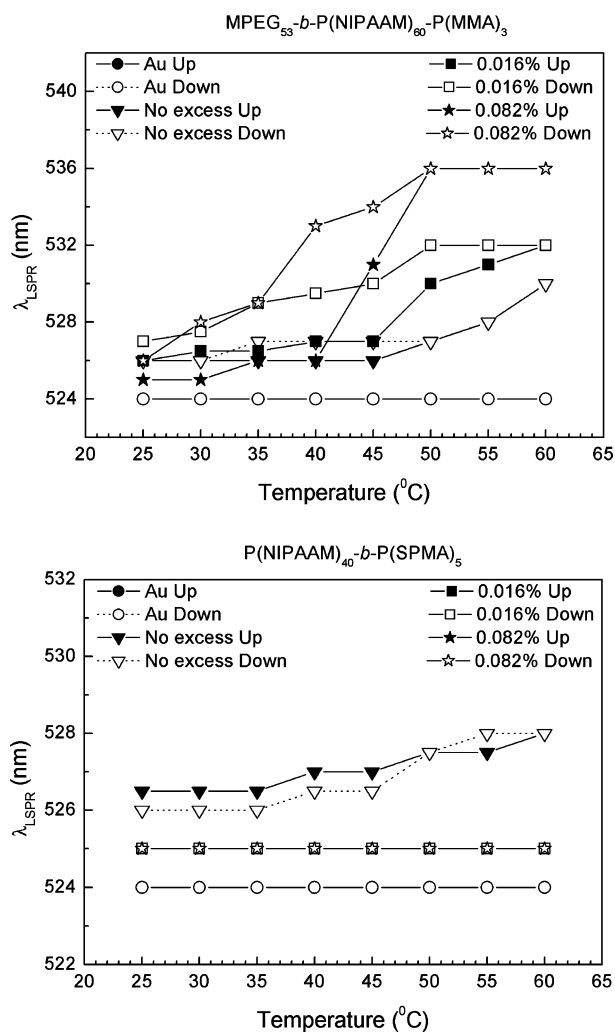 MPEG53-b-P(NIPAAM)60-P(MMA)3
Au Up
Au Down
No excess Up
No excess Down
0.016% Up
0.016% Down
0.082% Up
0.082% Down
540
536
532
528
524
λLSPR (nm)
20 25 30 35 40 45 50 55 60 65
Temperature (⁰C)
P(NIPAAM)40-b-P(SPMA)5
Au Up
Au Down
No excess Up
No excess Down
0.016% Up
0.016% Down
0.082% Up
0.082% Down
532
530
528
526
524
522
λLSPR (nm)
20 25 30 35 40 45 50 55 60 65
Temperature (⁰C)